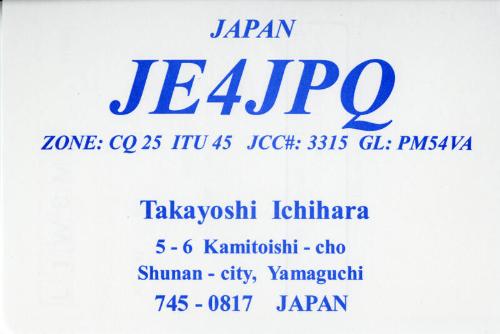 JAPAN
JE4JPQ
ZONE: CQ 25 ITU 45 JCC#: 3315 GL: PM54VA
Takayoshi Ichihara
5 - 6 Kamitoishi - cho
Shunan - city, Yamaguchi
745 - 0817 JAPAN